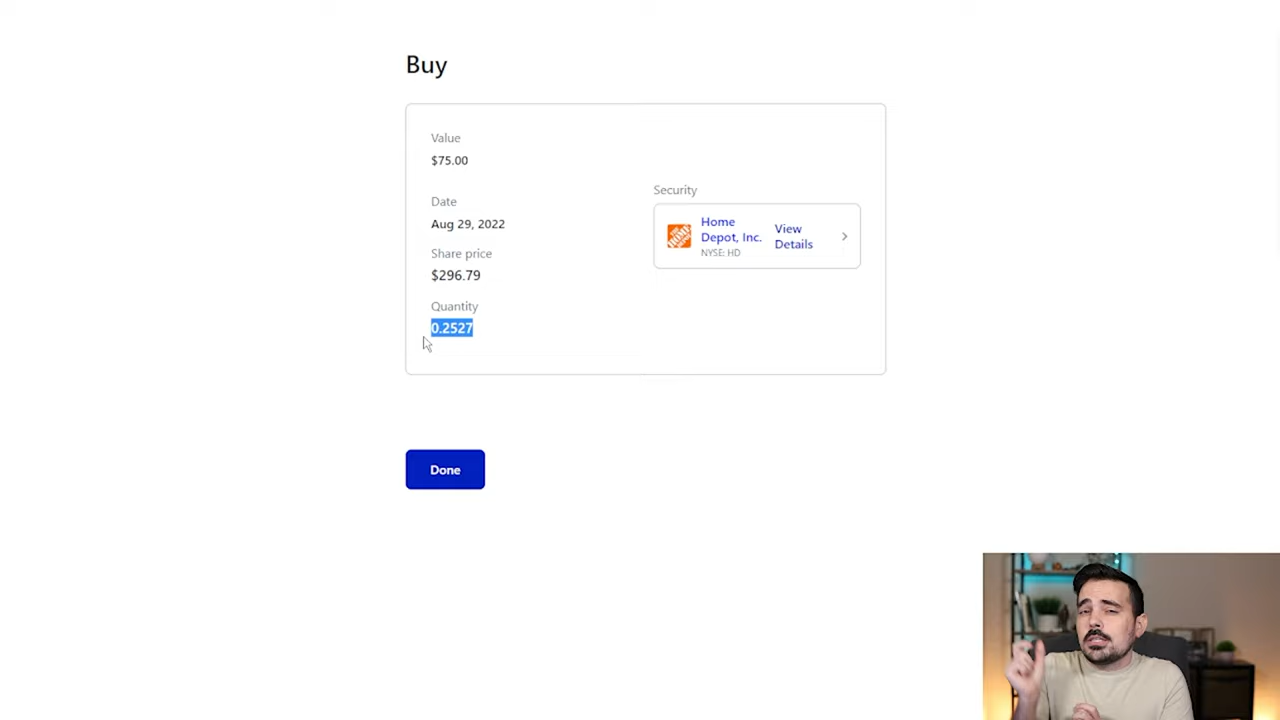 Buy
Value
$75.00
Date
Aug 29, 2022
Share price
$296.79
Quantity
0.2527
Security
Home
Depot, Inc.
NYSE: HD
View
Details
Done